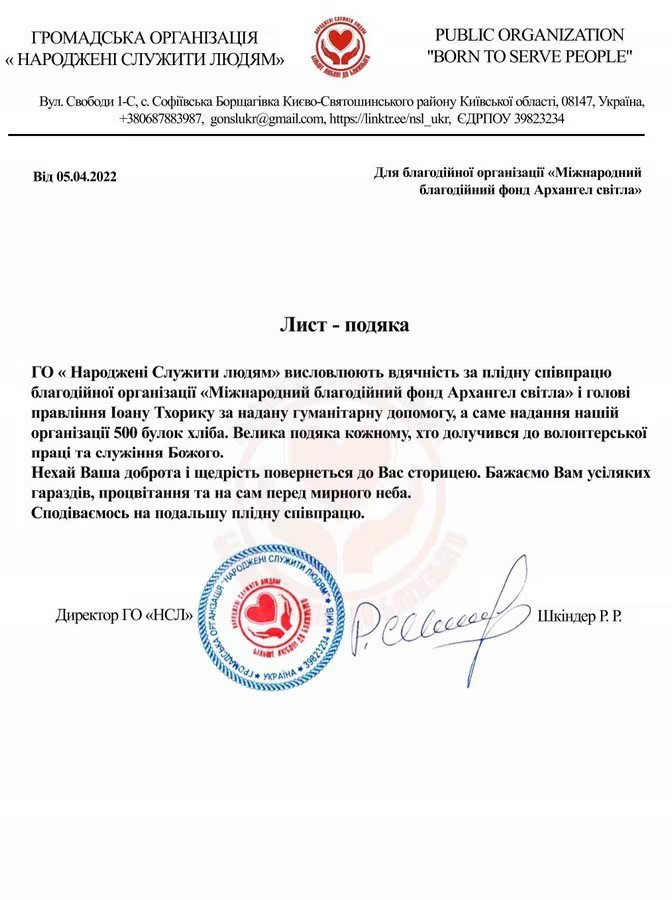 ГРОМАДСЬКА ОРГАНІЗАЦІЯ
« НАРОДЖЕНІ СЛУЖИТИ ЛЮДЯМ»
НАРОДЖЕНІ СЛУЖИТИ ЛЮДЯМ
БІЛЬШЕ ЛЮБОВІ ДО БЛИЖНЬОГО
PUBLIC ORGANIZATION
"BORN TO SERVE PEOPLE"
Вул. Свободи 1-С, с. Софіївська Борщагівка Києво-Святошинського району Київської області, 08147, Україна,
+380687883987, gonslukr@gmail.com, https://linktr.ee/nsl_ukr, ЄДРПОУ 39823234
Від 05.04.2022
Для благодійної організації «Міжнародний
благодійний фонд Архангел світла»
Лист - подяка
ГО « Народжені Служити людям» висловлюють вдячність за плідну співпрацю
благодійної організації «Міжнародний благодійний фонд Архангел світла» і голові
правління Іоану Тхорику за надану гуманітарну допомогу, а саме надання нашій
організації 500 булок хліба. Велика подяка кожному, хто долучився до волонтерської
праці та служіння Божого.
Нехай Ваша доброта і щедрість повернеться до Вас сторицею. Бажаємо Вам усіляких
гараздів, процвітання та на сам перед мирного неба.
Сподіваємось на подальшу плідну співпрацю.
Директор ГО «НСЛ»
ГРОМАДСЬКА ОРГАНІЗАЦІЯ "НАРОДЖЕНІ СЛУЖИТИ ЛЮДЯМ" * КИЇВ * 39823234 * УКРАЇНА *
НАРОДЖЕНІ СЛУЖИТИ ЛЮДЯМ
БІЛЬШЕ ЛЮБОВІ ДО БЛИЖНЬОГО
Шкіндер Р. Р.